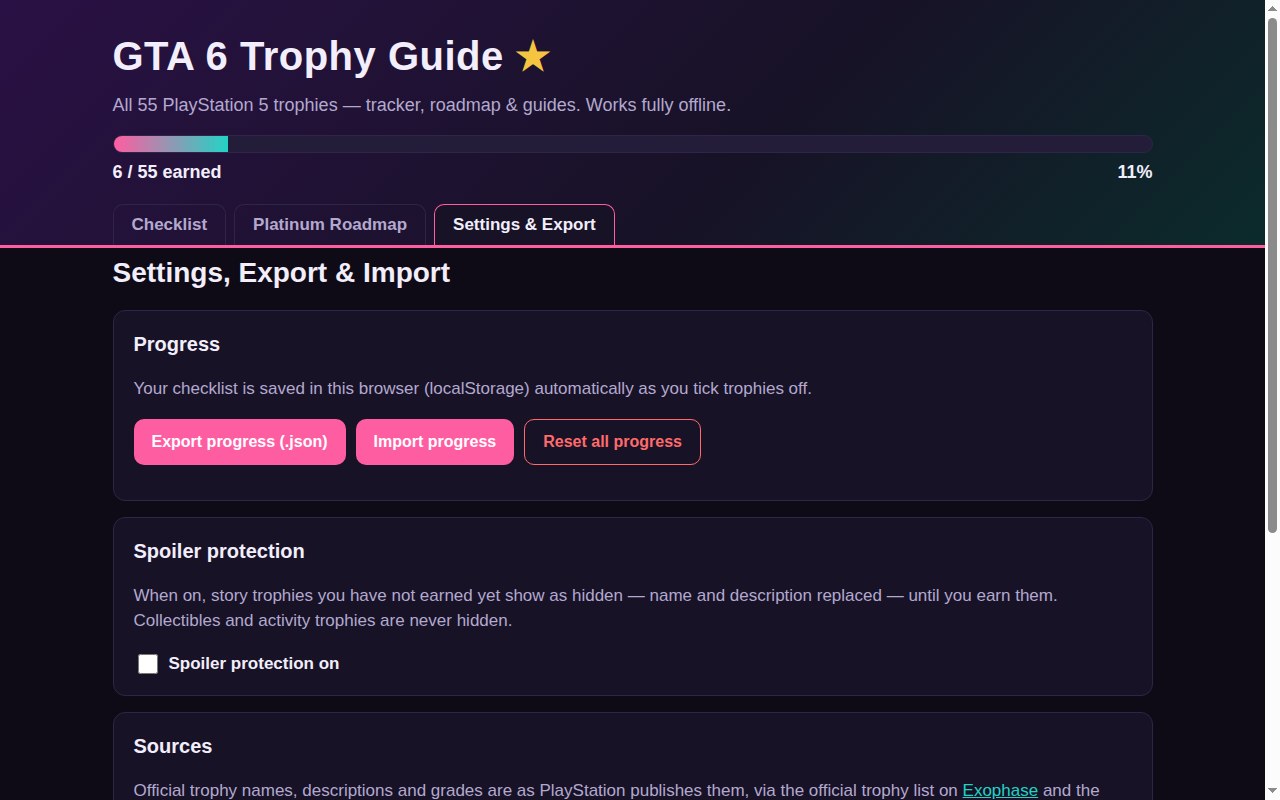 GTA 6 Trophy Guide ★
All 55 PlayStation 5 trophies — tracker, roadmap & guides. Works fully offline.
6 / 55 earned
11%
Checklist
Platinum Roadmap
Settings & Export
Settings, Export & Import
Progress
Your checklist is saved in this browser (localStorage) automatically as you tick trophies off.
Export progress (.json)
Import progress
Reset all progress
Spoiler protection
When on, story trophies you have not earned yet show as hidden — name and description replaced — until you earn them.
Collectibles and activity trophies are never hidden.
Spoiler protection on
Sources
Official trophy names, descriptions and grades are as PlayStation publishes them, via the official trophy list on Exophase and the